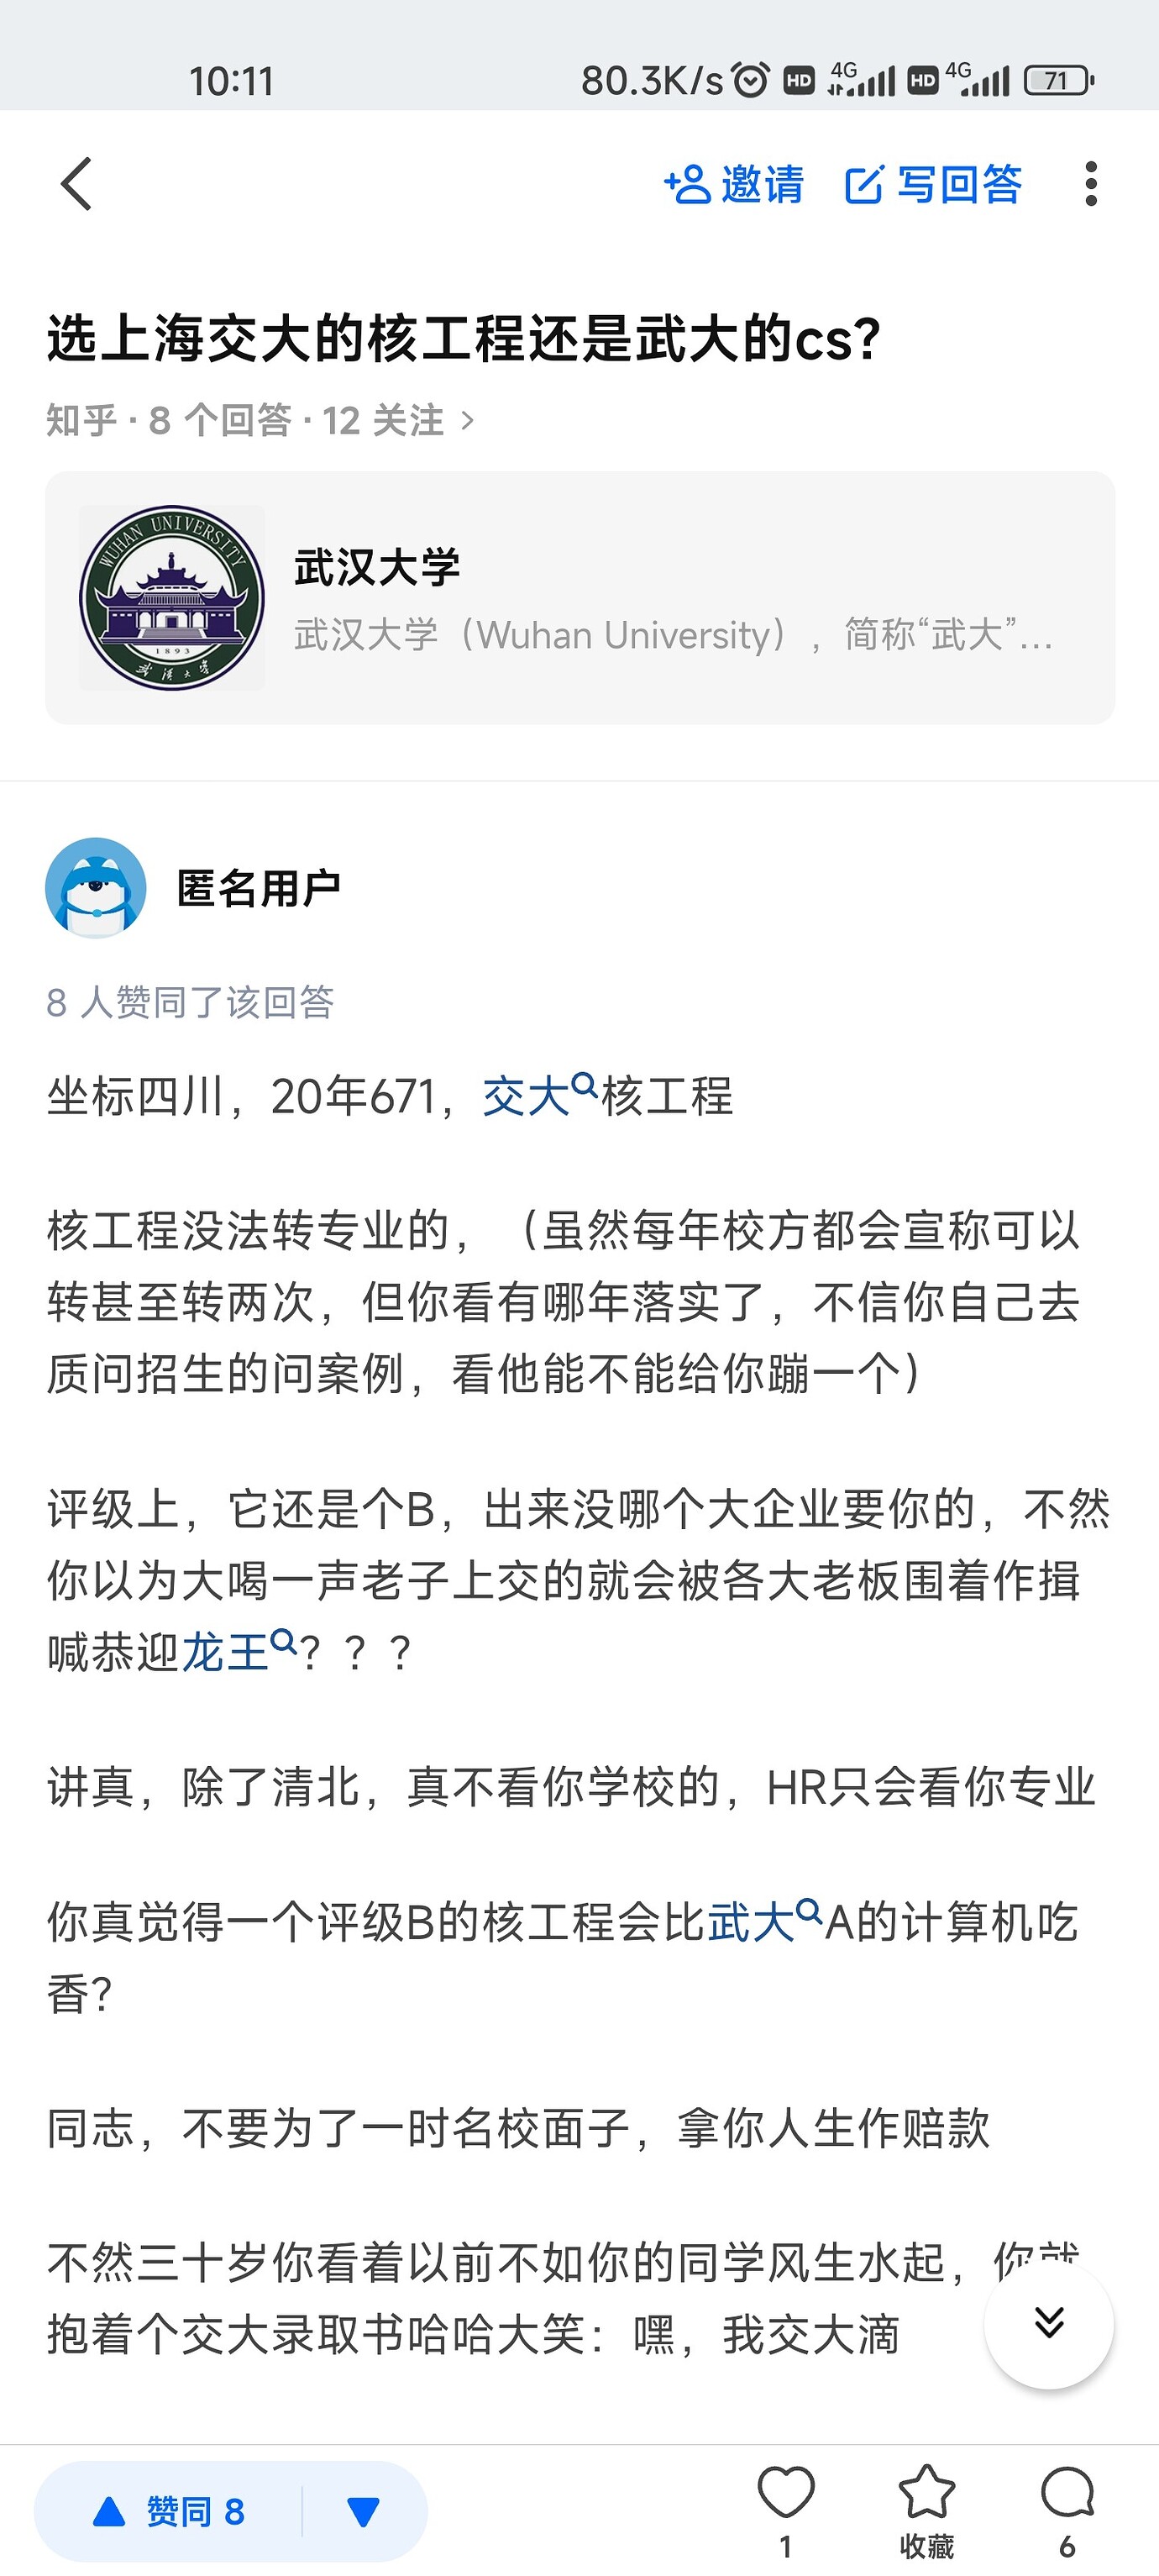 10:11
80.3K/s HD 4G HD 4G 71
邀请 写回答
选上海交大的核工程还是武大的cs?
知乎 · 8 个回答 · 12 关注 >
WUHAN UNIVERSITY
1893
武汉大学
武汉大学
武汉大学（Wuhan University），简称“武大”...
匿名用户
8 人赞同了该回答
坐标四川，20年671，交大核工程
核工程没法转专业的，（虽然每年校方都会宣称可以
转甚至转两次，但你看有哪年落实了，不信你自己去
质问招生的问案例，看他能不能给你蹦一个）
评级上，它还是个B，出来没哪个大企业要你的，不然
你以为大喝一声老子上交的就会被各大老板围着作揖
喊恭迎龙王？？？
讲真，除了清北，真不看你学校的，HR只会看你专业
你真觉得一个评级B的核工程会比武大A的计算机吃
香?
同志，不要为了一时名校面子，拿你人生作赔款
不然三十岁你看着以前不如你的同学风生水起，你就
抱着个交大录取书哈哈大笑：嘿，我交大滴
赞同 8
1 收藏 6